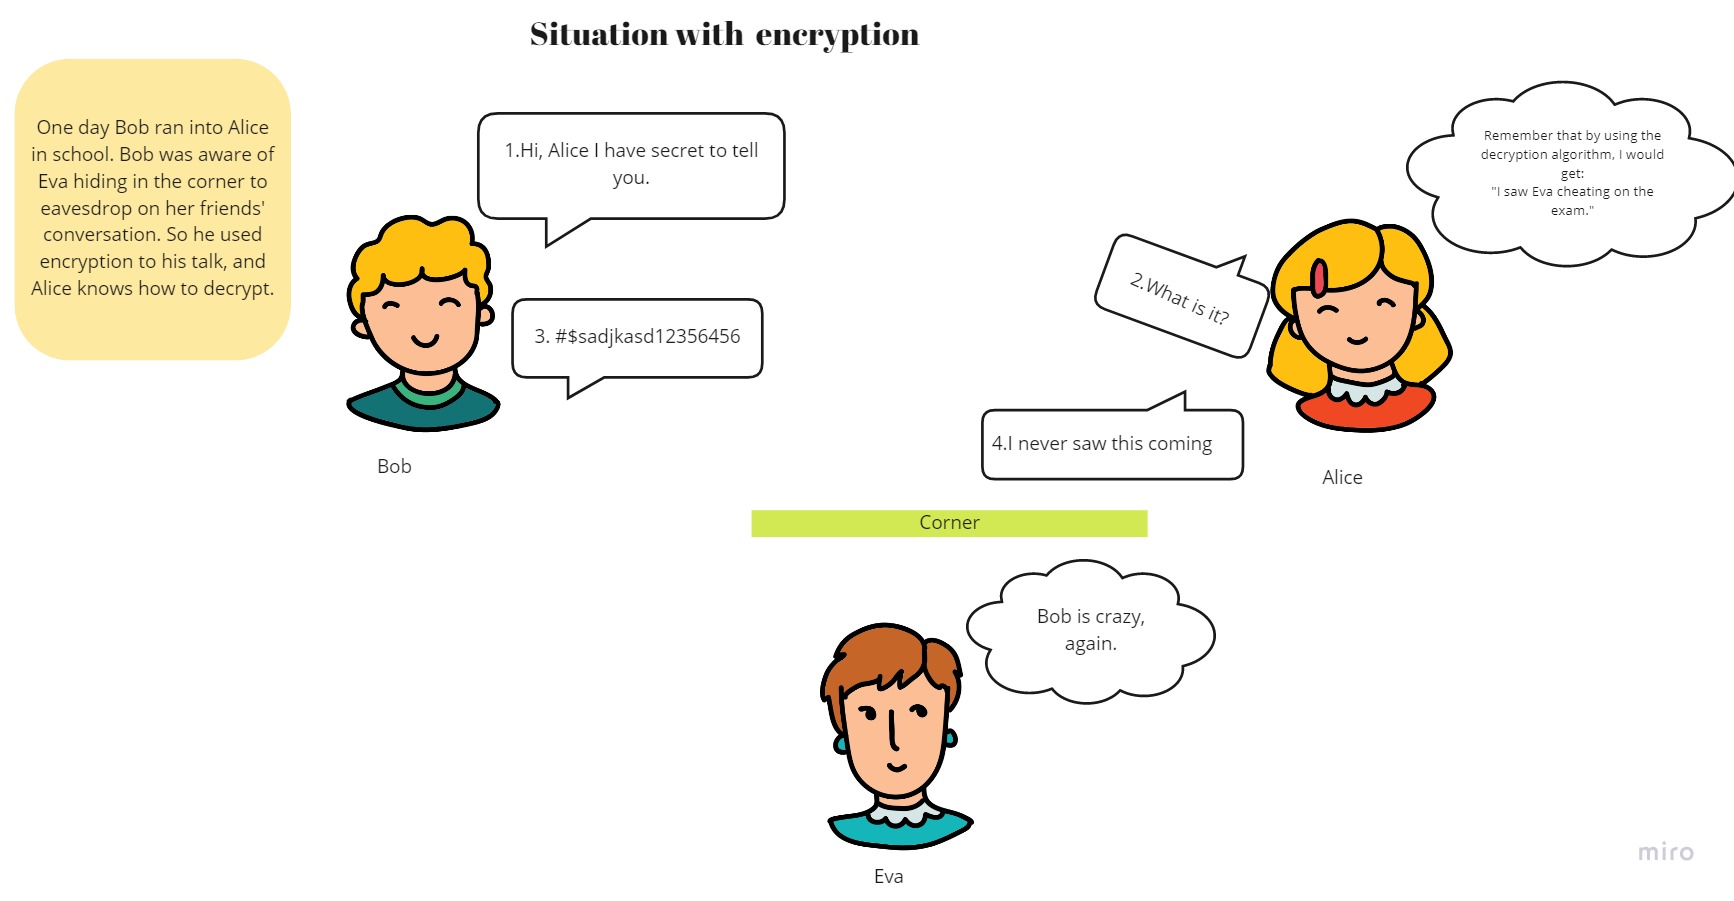 Situation with encryption
One day Bob ran into Alice
in school. Bob was aware of
Eva hiding in the corner to
eavesdrop on her friends'
conversation. So he used
encryption to his talk, and
Alice knows how to decrypt.
1.Hi, Alice I have secret to tell
you.
Remember that by using the
decryption algorithm, I would
get:
"I saw Eva cheating on the
exam."
2.What is it?
3. #$sadjkasd12356456
4.I never saw this coming
Bob
Alice
Corner
Bob is crazy,
again.
Eva
miro